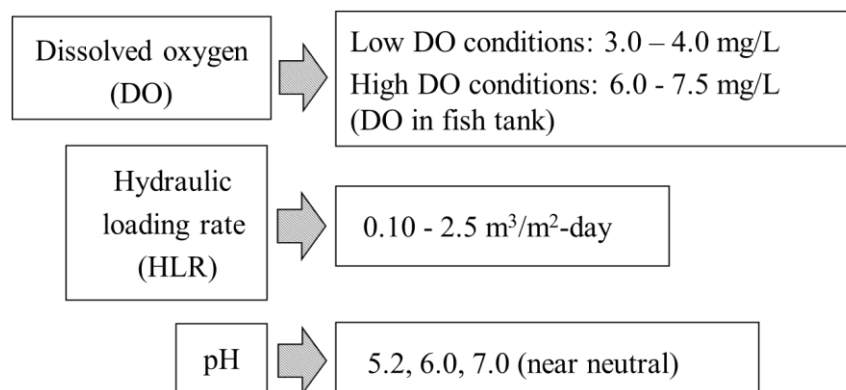 Dissolved oxygen
(DO)
Low DO conditions: 3.0 – 4.0 mg/L
High DO conditions: 6.0 - 7.5 mg/L
(DO in fish tank)
Hydraulic
loading rate
(HLR)
0.10 - 2.5 m³/m²-day
pH
5.2, 6.0, 7.0 (near neutral)